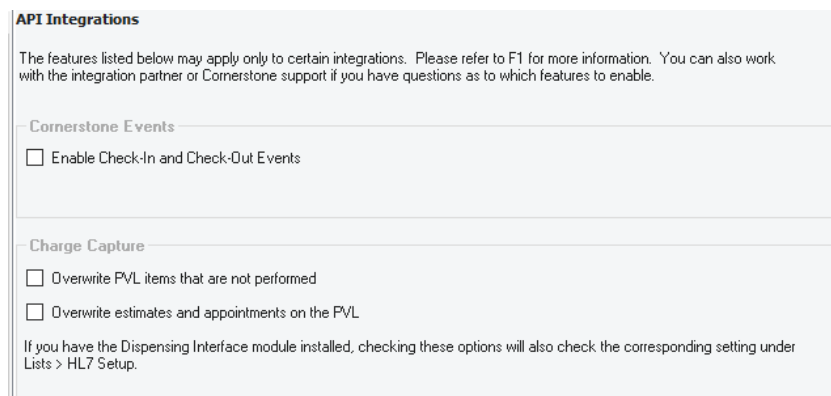 API Integrations
The features listed below may apply only to certain integrations. Please refer to F1 for more information. You can also work
with the integration partner or Cornerstone support if you have questions as to which features to enable.
Cornerstone Events
Enable Check-In and Check-Out Events
Charge Capture
Overwrite PVL items that are not performed
Overwrite estimates and appointments on the PVL
If you have the Dispensing Interface module installed, checking these options will also check the corresponding setting under
Lists > HL7 Setup.